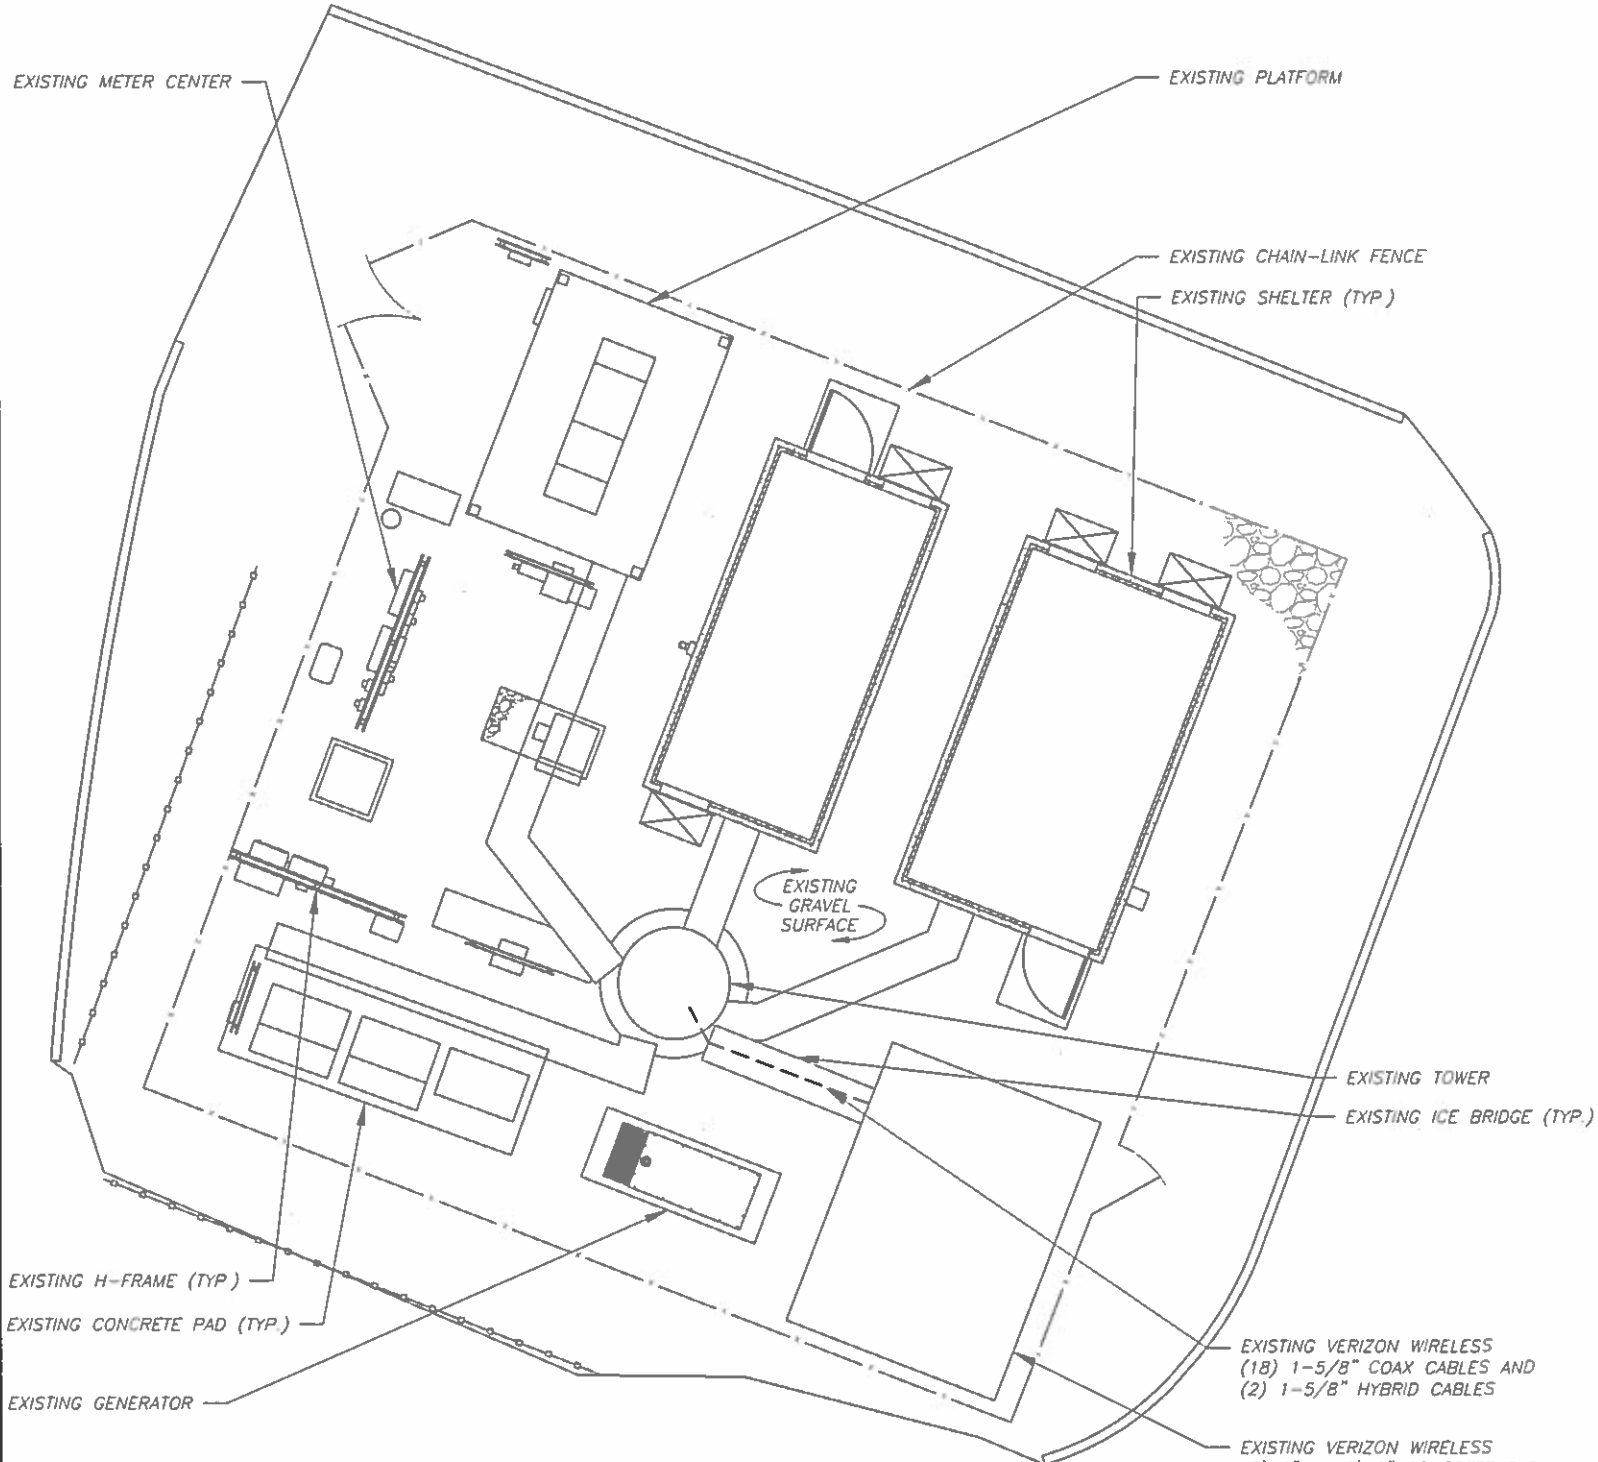 EXISTING METER CENTER
EXISTING PLATFORM
EXISTING CHAIN-LINK FENCE
EXISTING SHELTER (TYP.)
EXISTING
GRAVEL
SURFACE
EXISTING TOWER
EXISTING ICE BRIDGE (TYP.)
EXISTING H-FRAME (TYP.)
EXISTING CONCRETE PAD (TYP.)
EXISTING GENERATOR
EXISTING VERIZON WIRELESS
(18) 1-5/8" COAX CABLES AND
(2) 1-5/8" HYBRID CABLES
EXISTING VERIZON WIRELESS